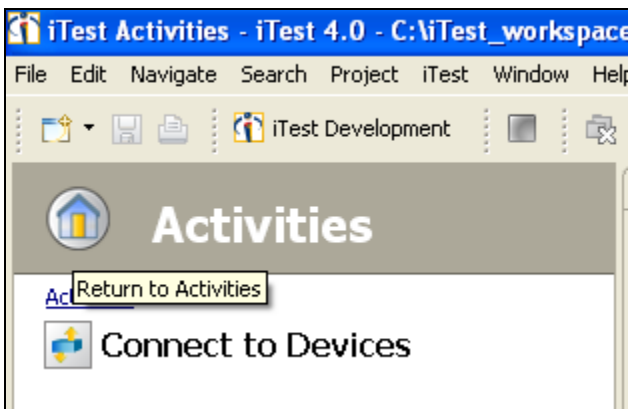 iTest Activities - iTest 4.0 - C:\iTest_workspace
File Edit Navigate Search Project iTest Window Help
iTest Development
Activities
Return to Activities
Connect to Devices